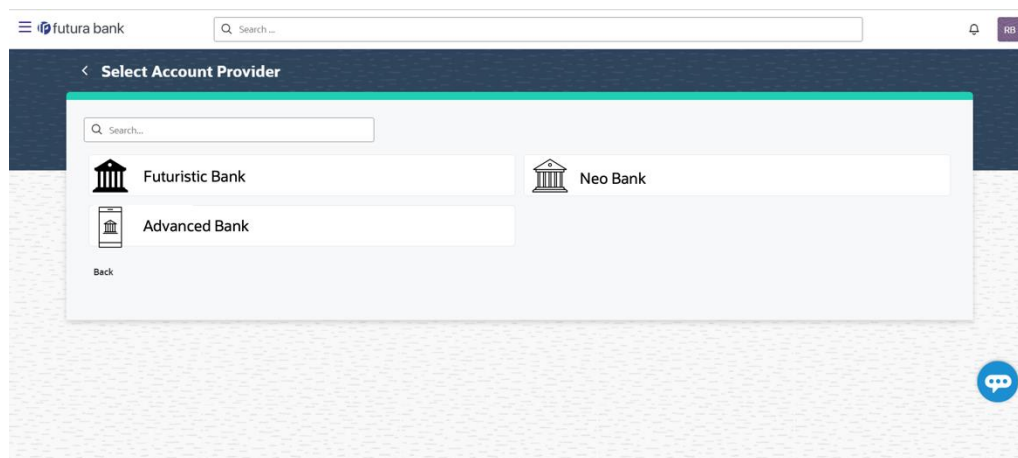 futura bank
Search ...
RB
Select Account Provider
Search...
Futuristic Bank
Neo Bank
Advanced Bank
Back